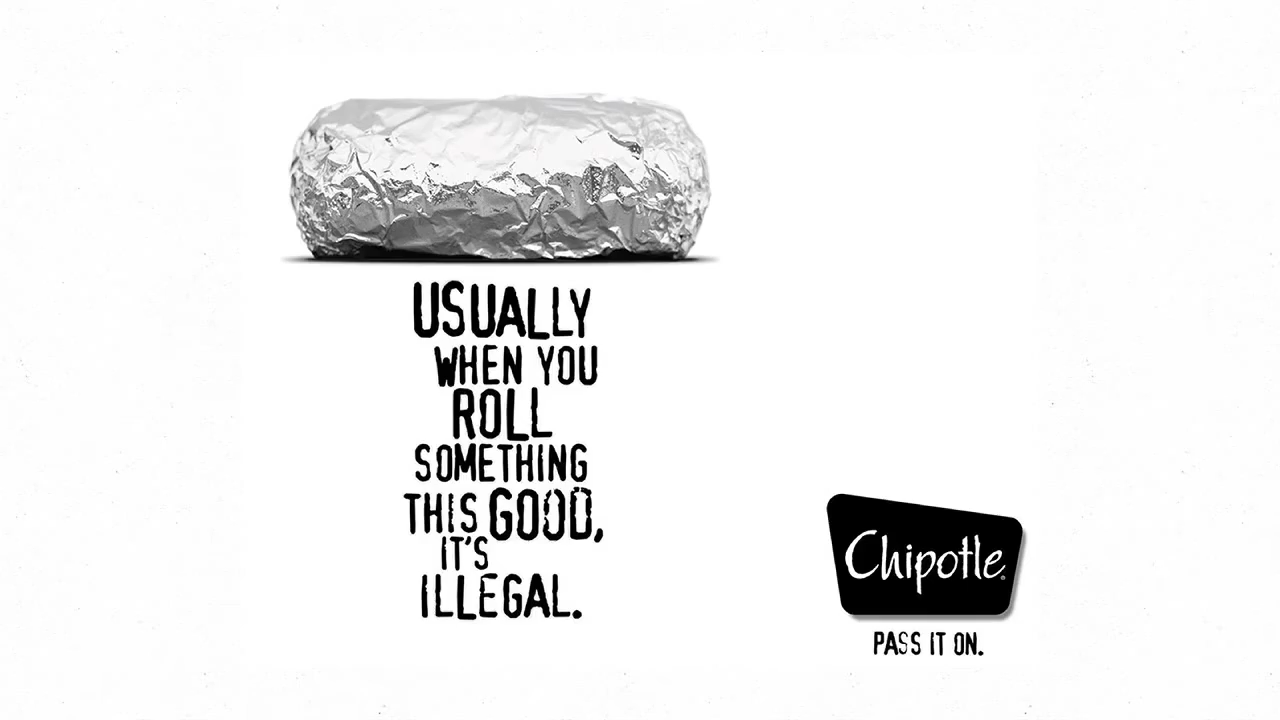 USUALLY
WHEN YOU
ROLL
SOMETHING
THIS GOOD,
IT'S
ILLEGAL.
Chipotle®
PASS IT ON.